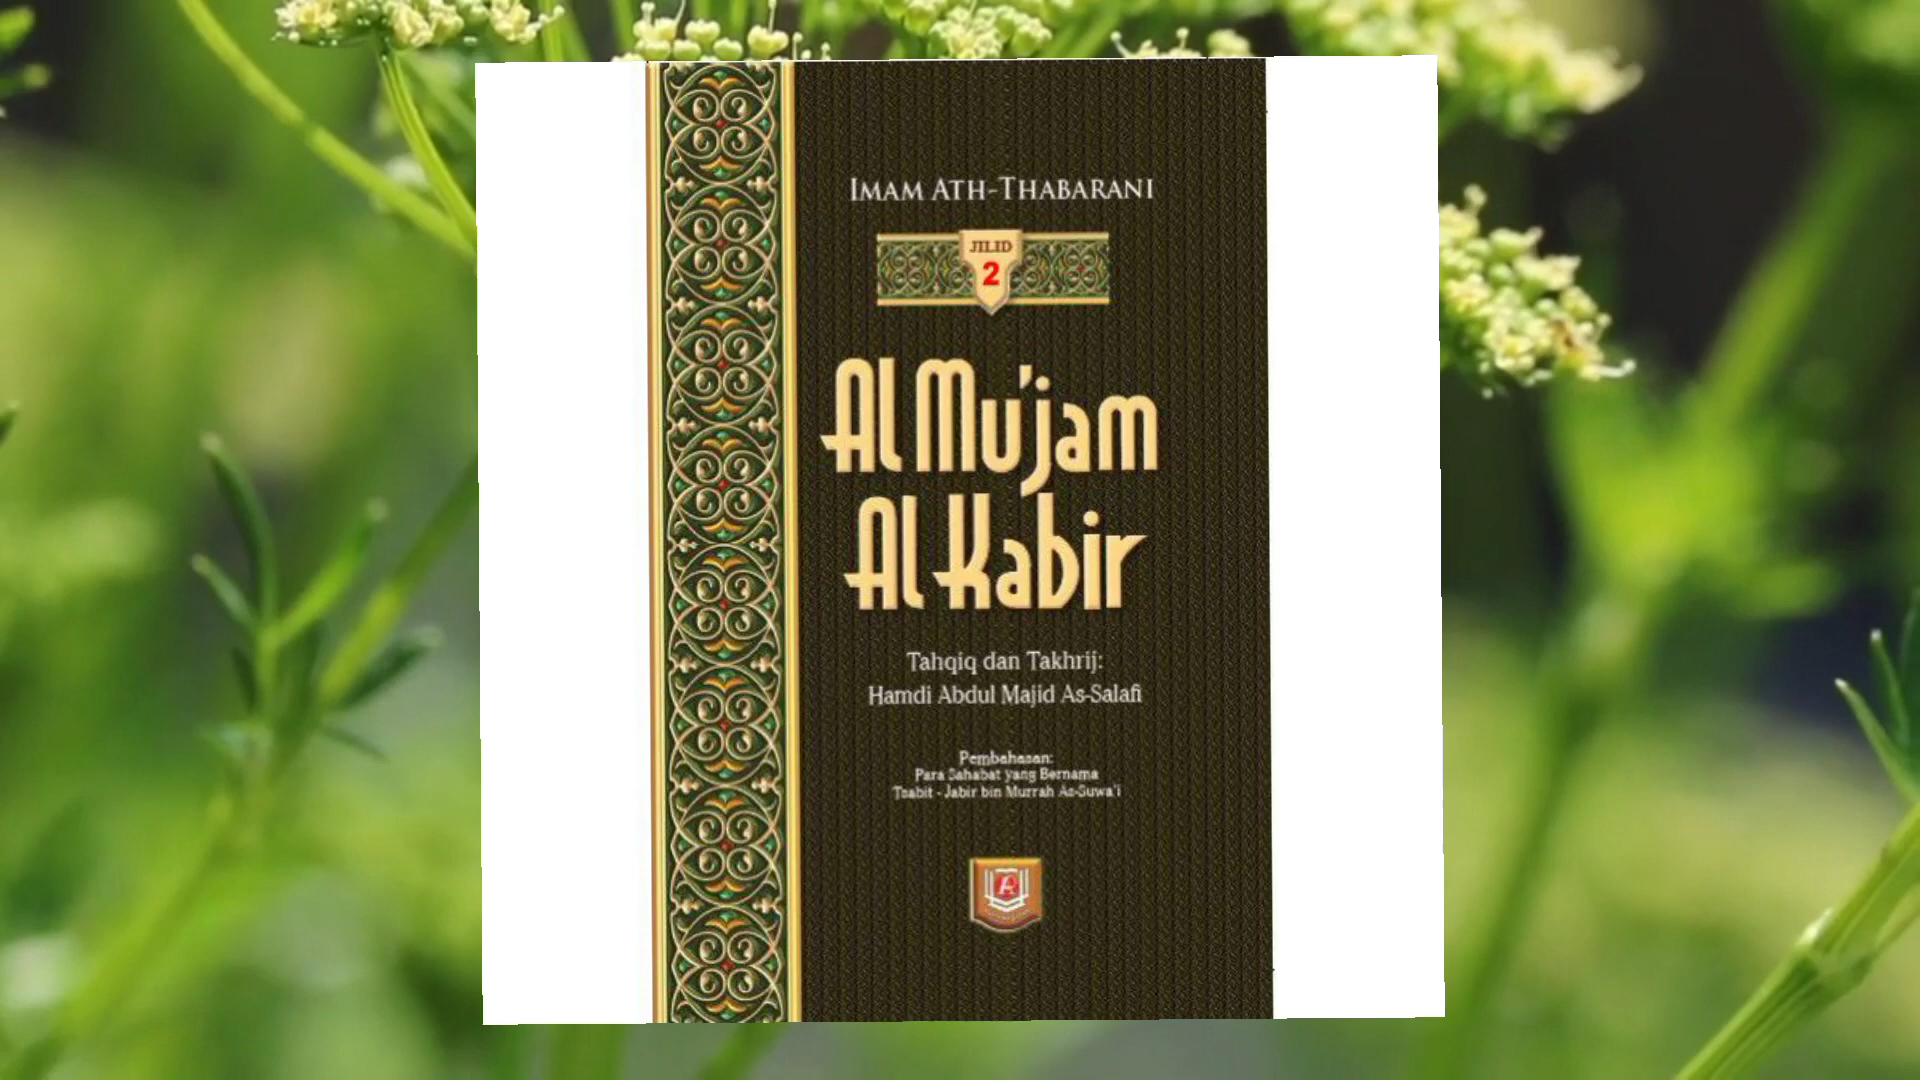 IMAM ATH-THABARANI
JILID
2
Al Mu'jam
Al Kabir
Tahqiq dan Takhrij:
Hamdi Abdul Majid As-Salafi
Pembahasan:
Para Sahabat yang Bernama
Tsabit - Jabir bin Murrah As-Suwa'i